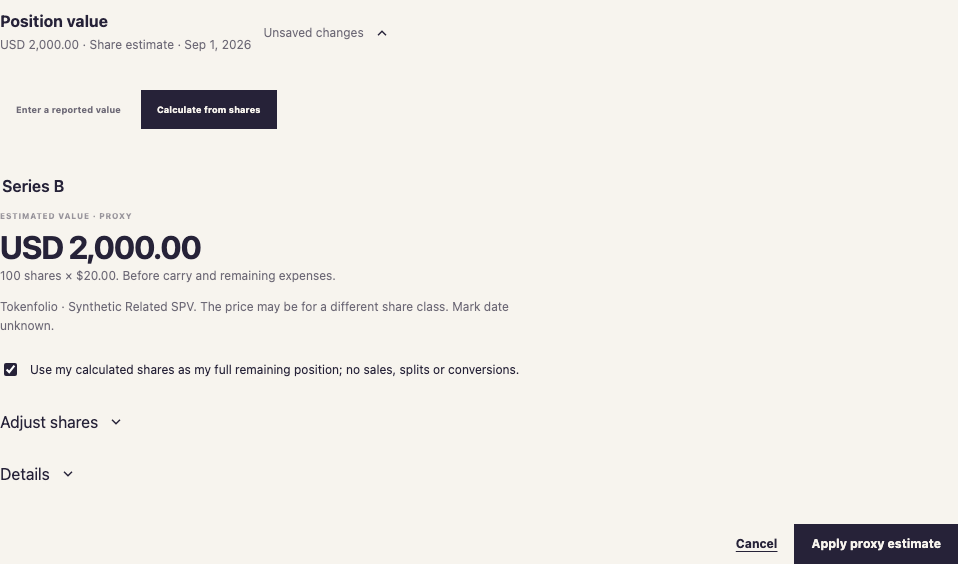 Position value
USD 2,000.00 · Share estimate · Sep 1, 2026
Unsaved changes
Enter a reported value
Calculate from shares
Series B
ESTIMATED VALUE · PROXY
USD 2,000.00
100 shares × $20.00. Before carry and remaining expenses.
Tokenfolio · Synthetic Related SPV. The price may be for a different share class. Mark date
unknown.
Use my calculated shares as my full remaining position; no sales, splits or conversions.
Adjust shares
Details
Cancel
Apply proxy estimate